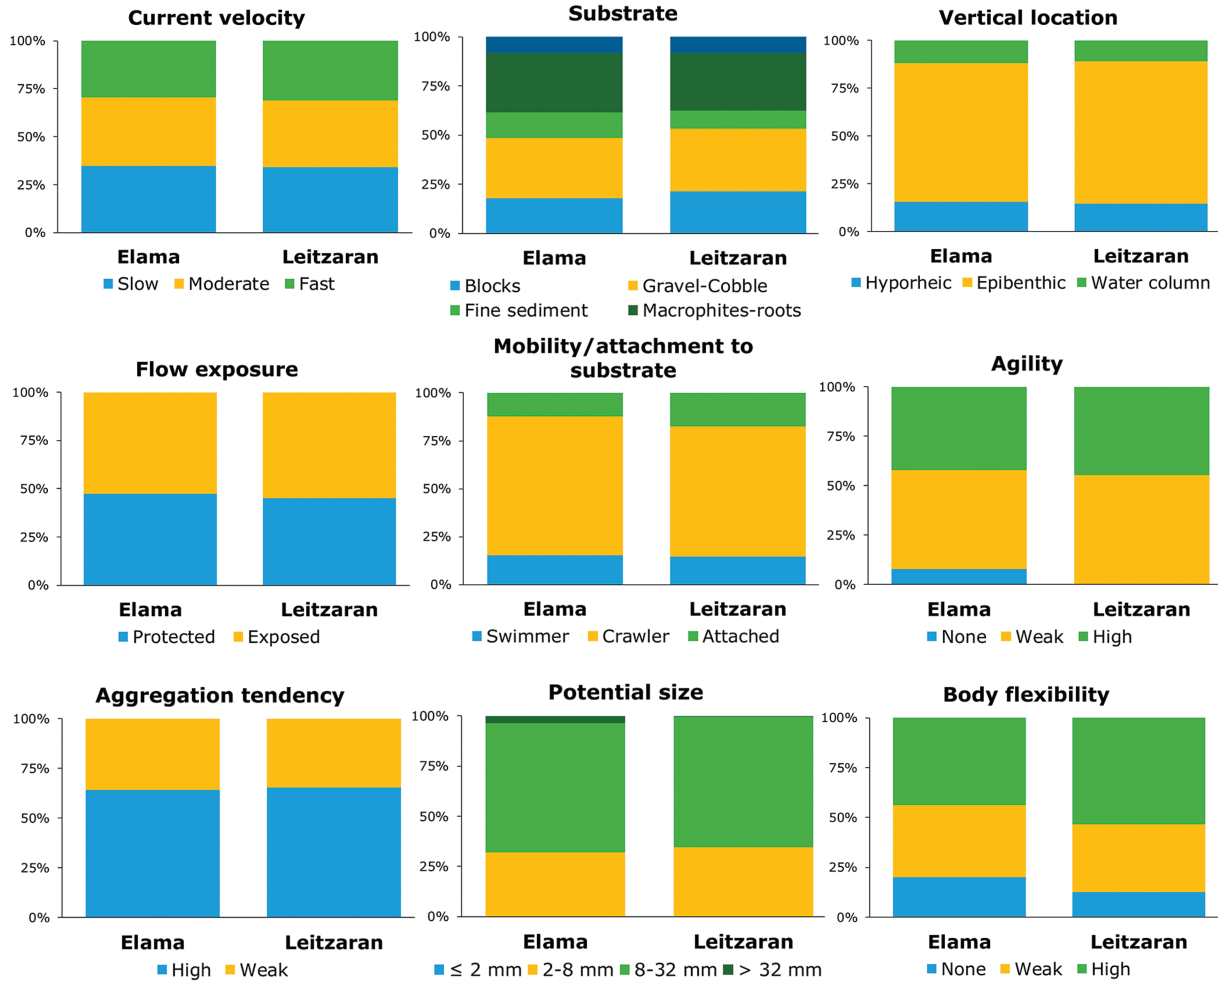 Current velocity
100%
75%
50%
25%
0%
Elama Leitzaran
Slow Moderate Fast
Substrate
100%
75%
50%
25%
0%
Elama Leitzaran
Blocks Gravel-Cobble
Fine sediment Macrophites-roots
Vertical location
100%
75%
50%
25%
0%
Elama Leitzaran
Hyporheic Epibenthic Water column
Flow exposure
100%
75%
50%
25%
0%
Elama Leitzaran
Protected Exposed
Mobility/attachment to
substrate
100%
75%
50%
25%
0%
Elama Leitzaran
Swimmer Crawler Attached
Agility
100%
75%
50%
25%
0%
Elama Leitzaran
None Weak High
Aggregation tendency
100%
75%
50%
25%
0%
Elama Leitzaran
High Weak
Potential size
100%
75%
50%
25%
0%
Elama Leitzaran
≤ 2 mm 2-8 mm 8-32 mm > 32 mm
Body flexibility
100%
75%
50%
25%
0%
Elama Leitzaran
None Weak High